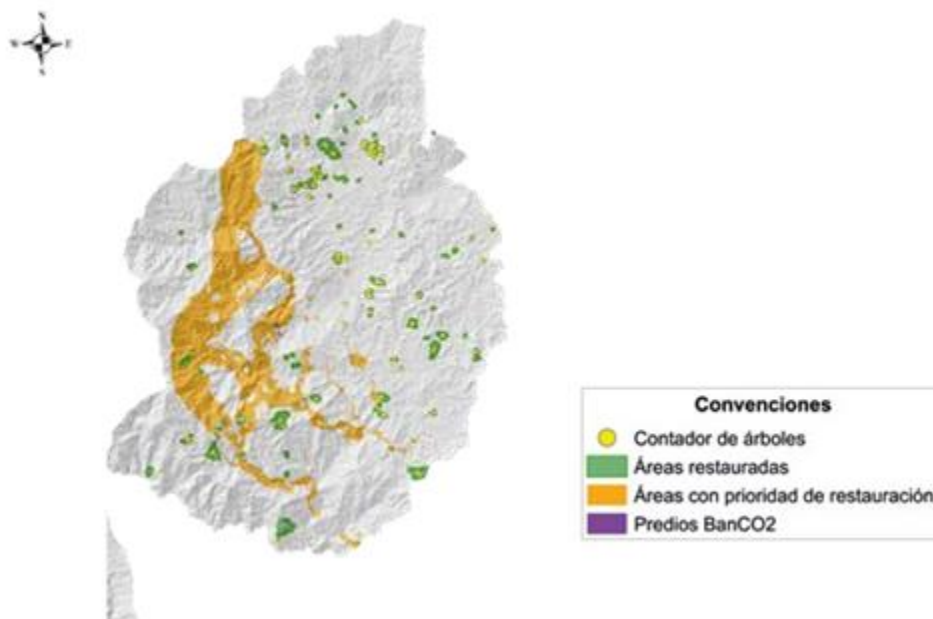 N
W E
S
Convenciones
Contador de árboles
Áreas restauradas
Áreas con prioridad de restauración
Predios BanCO2